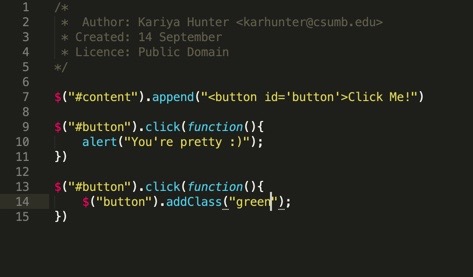 1 /*
2 *  Author: Kariya Hunter <karhunter@csumb.edu>
3 * Created: 14 September
4 * Licence: Public Domain
5 */
6
7 $("#content").append("<button id='button'>Click Me!")
8
9 $("#button").click(function(){
10 alert("You're pretty :)");
11 })
12
13 $("#button").click(function(){
14 $("button").addClass("green");
15 })